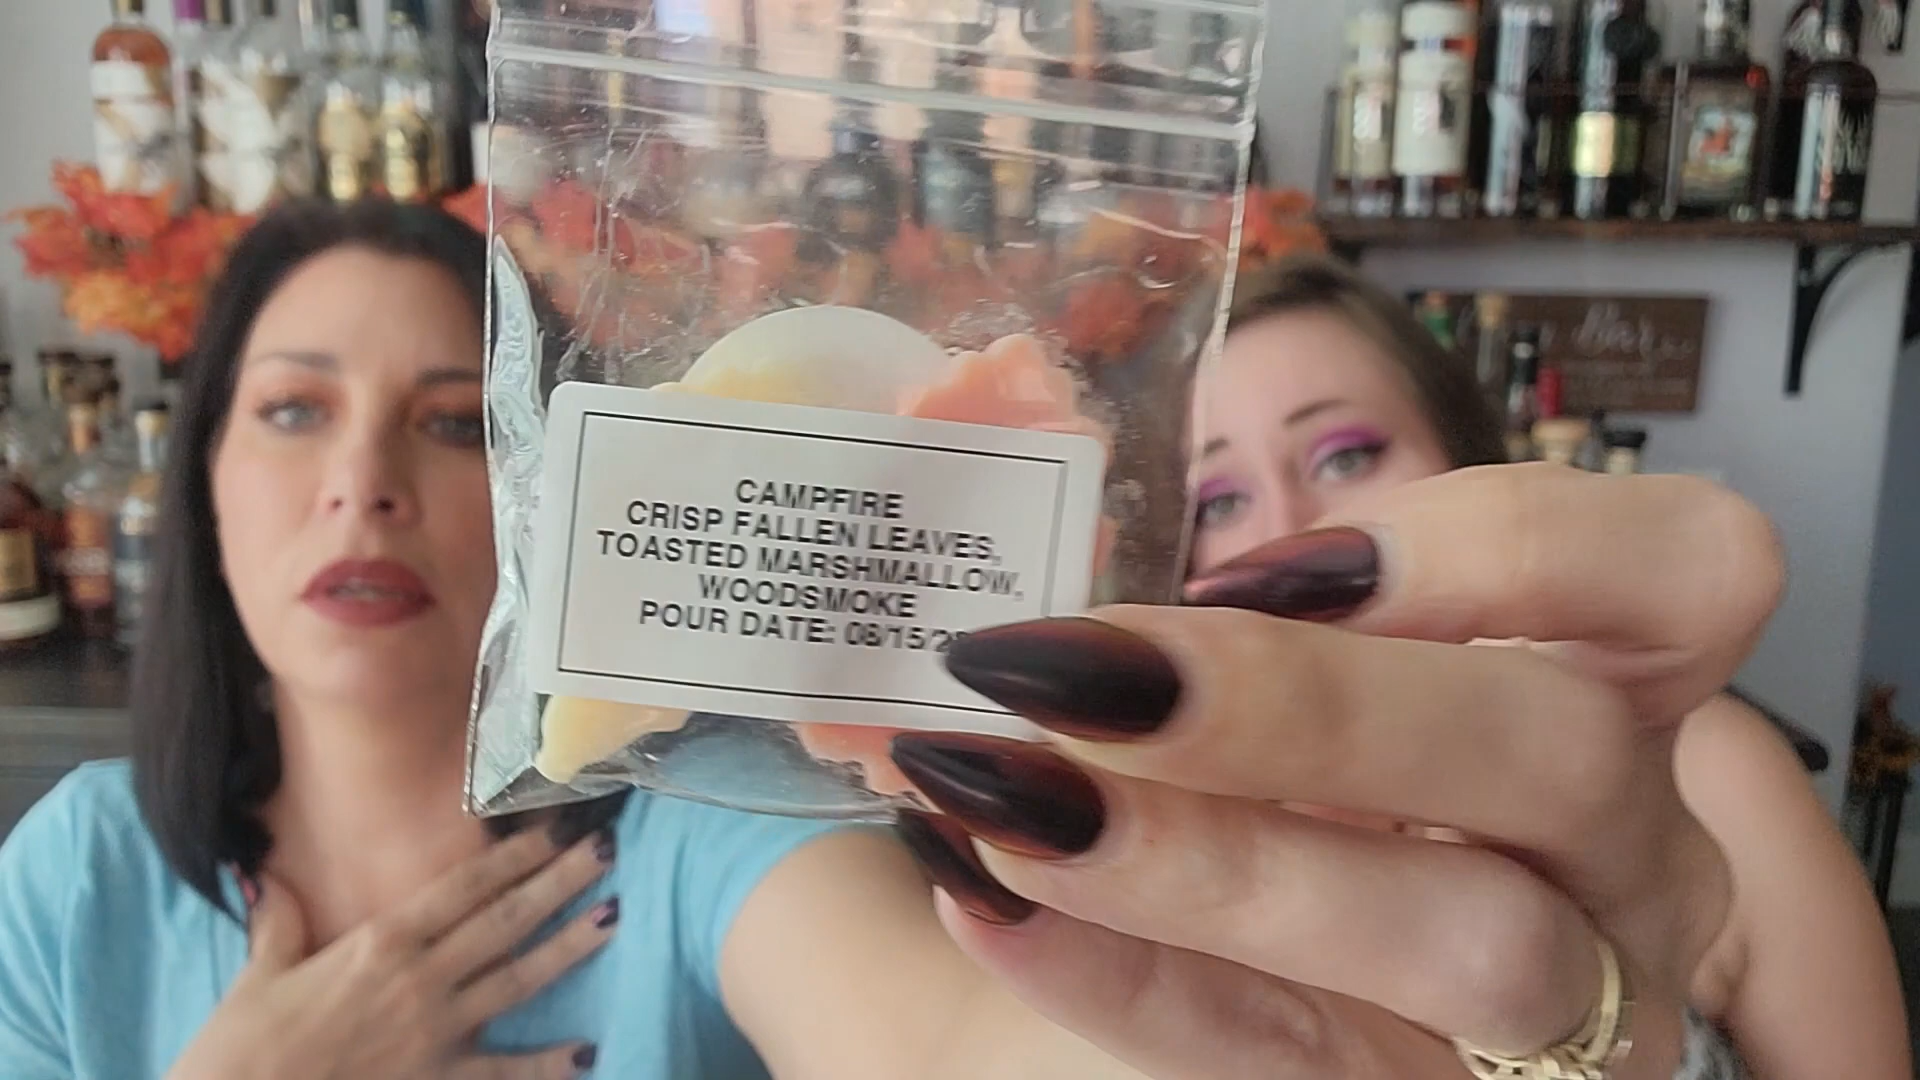 CAMPFIRE
CRISP FALLEN LEAVES,
TOASTED MARSHMALLOW,
WOODSMOKE
POUR DATE: 08/15/2